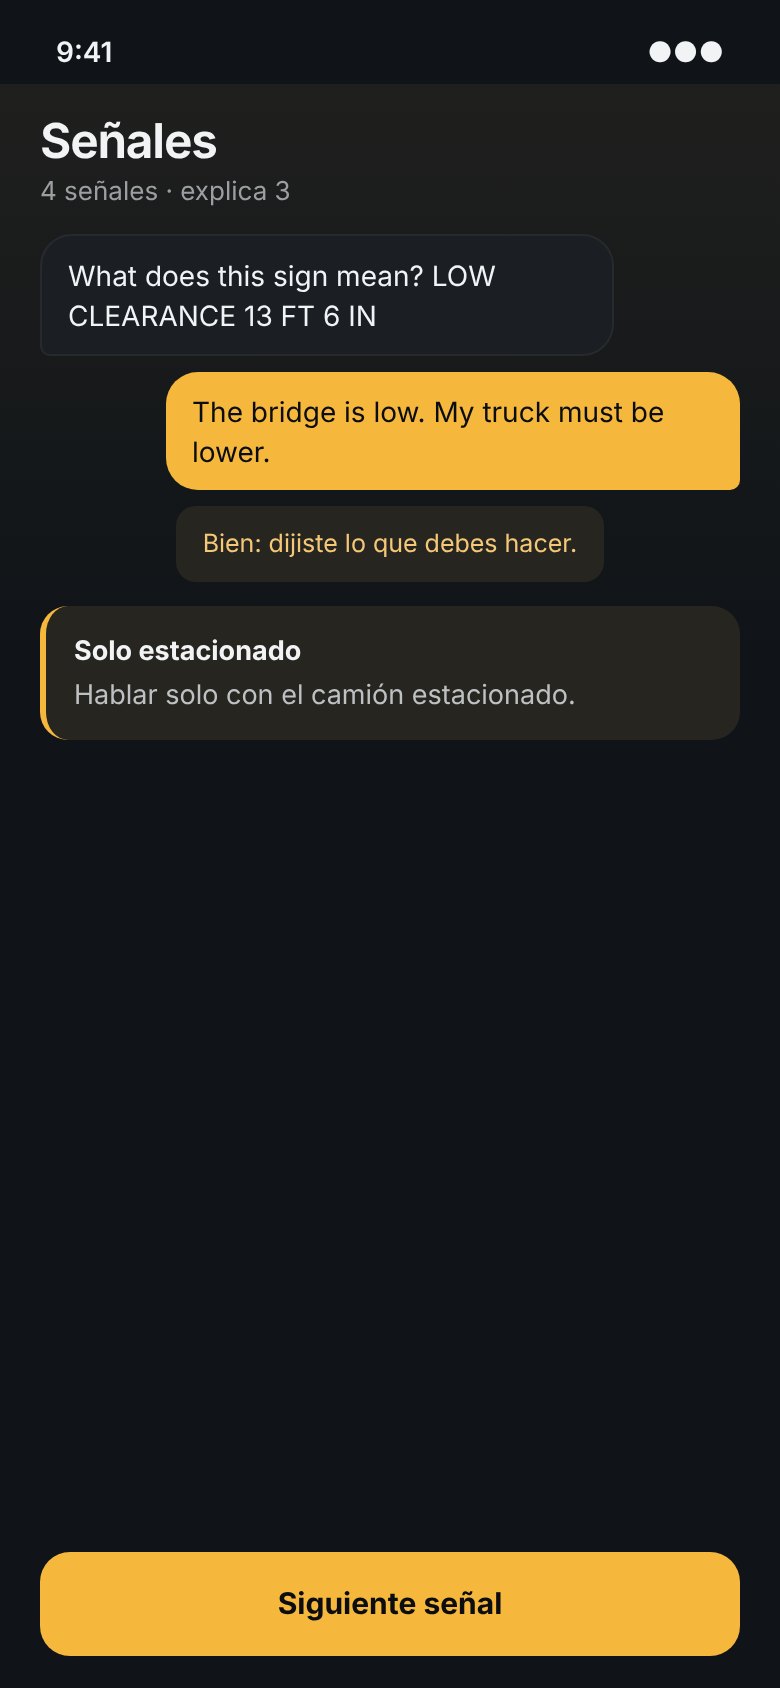 9:41
Señales
4 señales · explica 3
What does this sign mean? LOW
CLEARANCE 13 FT 6 IN
The bridge is low. My truck must be
lower.
Bien: dijiste lo que debes hacer.
Solo estacionado
Hablar solo con el camión estacionado.
Siguiente señal